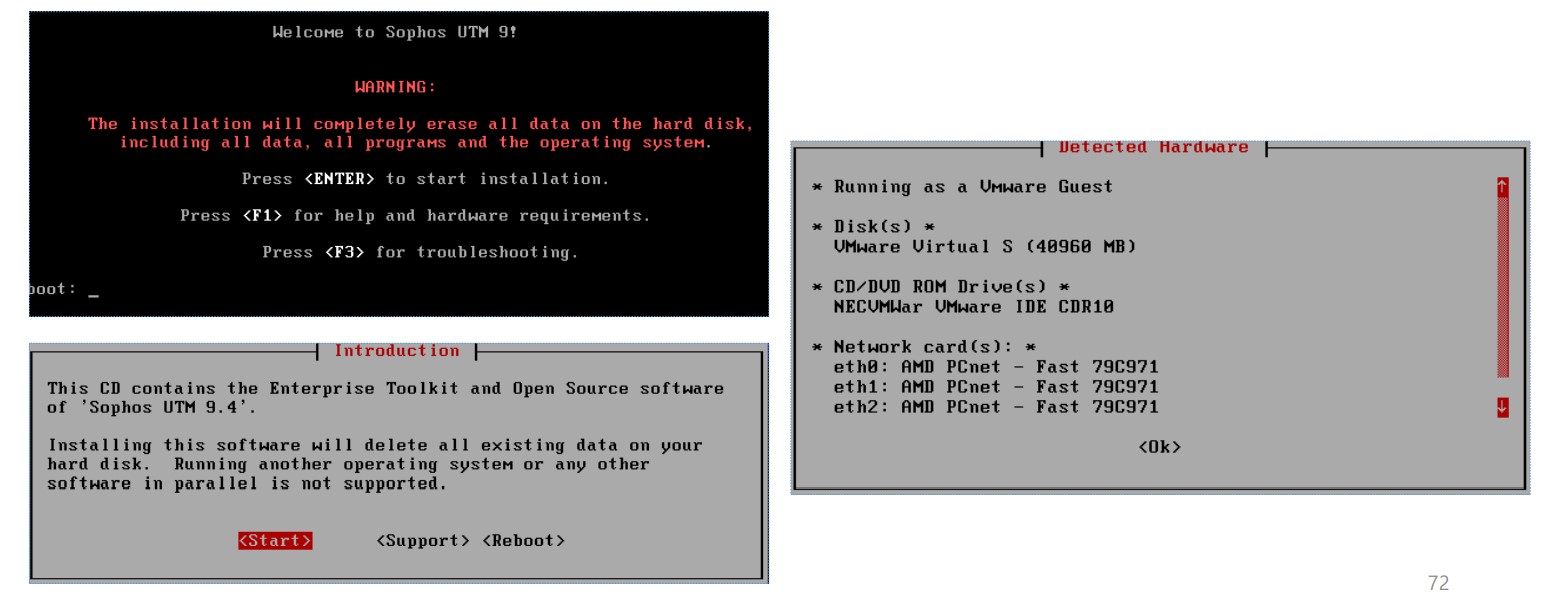 Welcome to Sophos UTM 9!
WARNING:
The installation will completely erase all data on the hard disk,
including all data, all programs and the operating system.
Press <ENTER> to start installation.
Press <F1> for help and hardware requirements.
Press <F3> for troubleshooting.
boot: _
Introduction
This CD contains the Enterprise Toolkit and Open Source software
of 'Sophos UTM 9.4'.
Installing this software will delete all existing data on your
hard disk.  Running another operating system or any other
software in parallel is not supported.
<Start> <Support> <Reboot>
Detected Hardware
* Running as a VMware Guest
* Disk(s) *
VMware Virtual S (40960 MB)
* CD/DVD ROM Drive(s) *
NECVMWar VMware IDE CDR10
* Network card(s): *
eth0: AMD PCnet - Fast 79C971
eth1: AMD PCnet - Fast 79C971
eth2: AMD PCnet - Fast 79C971
<Ok>
72